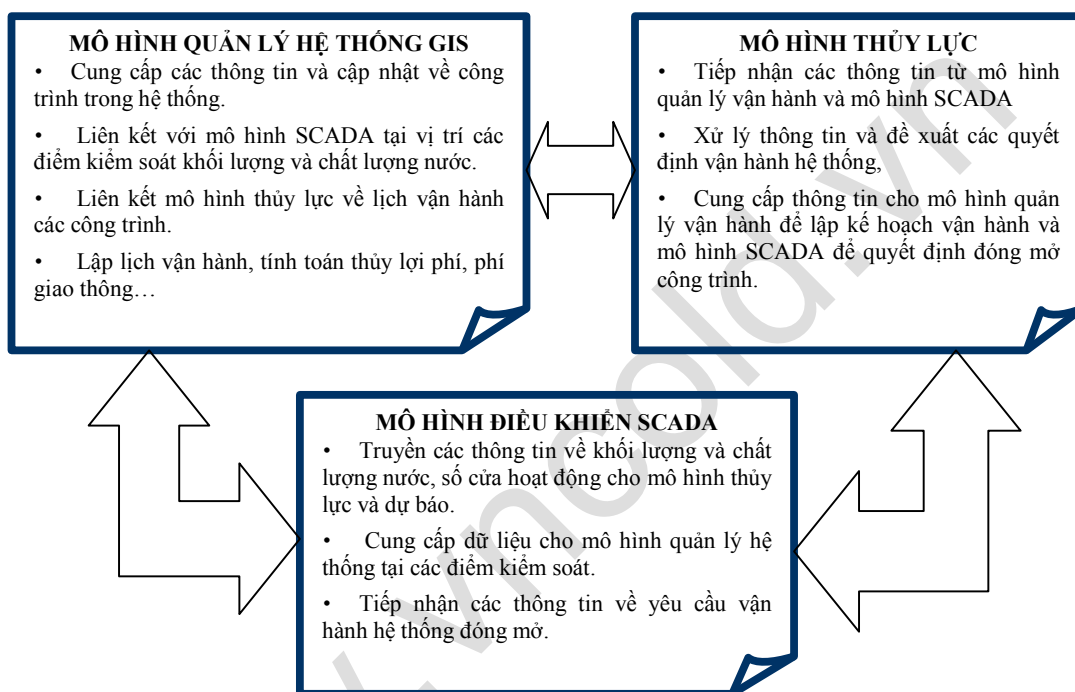 MÔ HÌNH QUẢN LÝ HỆ THỐNG GIS
• Cung cấp các thông tin và cập nhật về công
trình trong hệ thống.
• Liên kết với mô hình SCADA tại vị trí các
điểm kiểm soát khối lượng và chất lượng nước.
• Liên kết mô hình thủy lực về lịch vận hành
các công trình.
• Lập lịch vận hành, tính toán thủy lợi phí, phí
giao thông…
MÔ HÌNH THỦY LỰC
• Tiếp nhận các thông tin từ mô hình
quản lý vận hành và mô hình SCADA
• Xử lý thông tin và đề xuất các quyết
định vận hành hệ thống,
• Cung cấp thông tin cho mô hình quản
lý vận hành để lập kế hoạch vận hành và
mô hình SCADA để quyết định đóng mở
công trình.
MÔ HÌNH ĐIỀU KHIỂN SCADA
• Truyền các thông tin về khối lượng và chất
lượng nước, số cửa hoạt động cho mô hình thủy
lực và dự báo.
• Cung cấp dữ liệu cho mô hình quản lý hệ
thống tại các điểm kiểm soát.
• Tiếp nhận các thông tin về yêu cầu vận
hành hệ thống đóng mở.
.vncold.vn